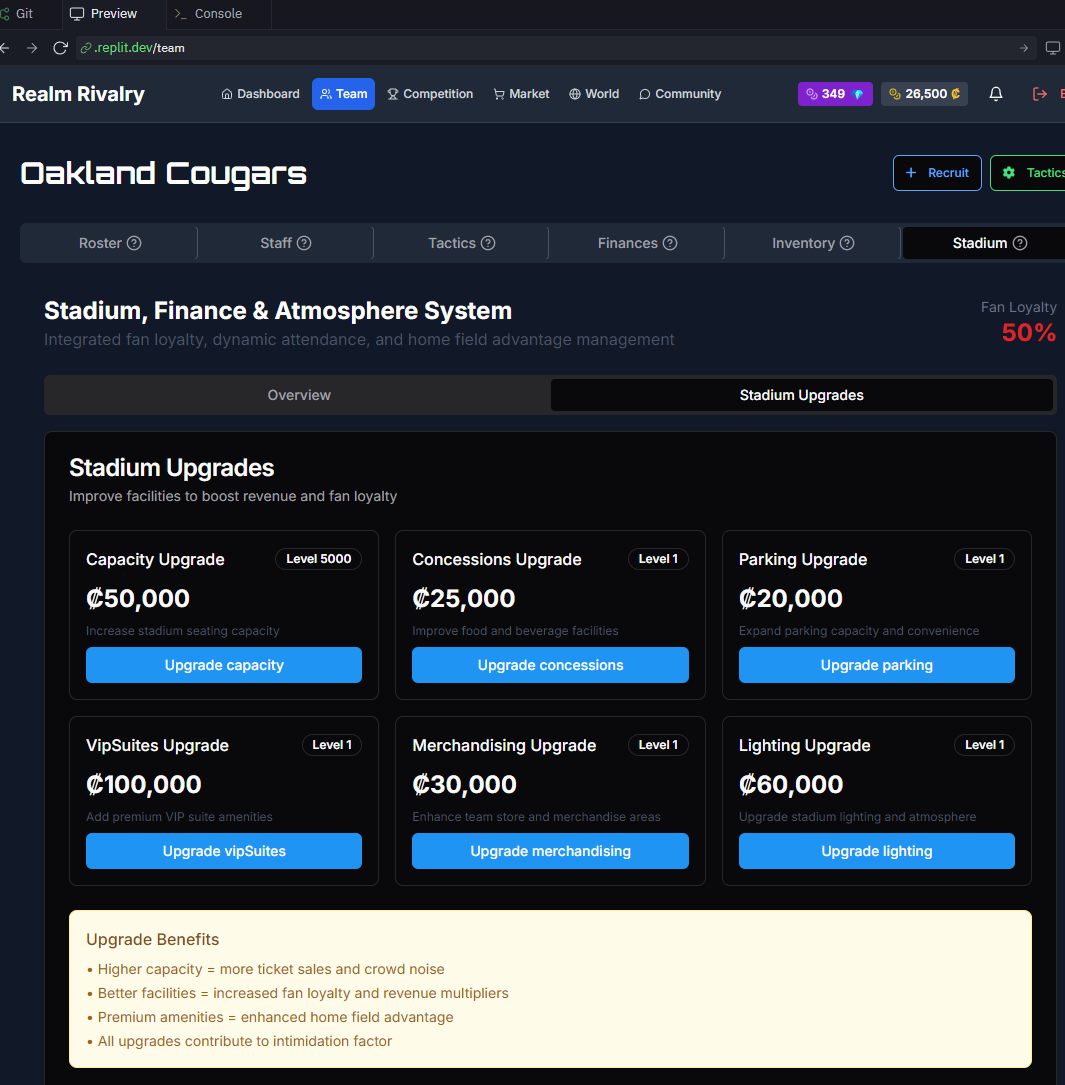 Git
Preview
Console
.replit.dev/team
Realm Rivalry
Dashboard
Team
Competition
Market
World
Community
349
26,500 ₡
Oakland Cougars
+ Recruit
Tactics
Roster
Staff
Tactics
Finances
Inventory
Stadium
Stadium, Finance & Atmosphere System
Integrated fan loyalty, dynamic attendance, and home field advantage management
Fan Loyalty
50%
Overview
Stadium Upgrades
Stadium Upgrades
Improve facilities to boost revenue and fan loyalty
Capacity Upgrade
Level 5000
₡50,000
Increase stadium seating capacity
Upgrade capacity
Concessions Upgrade
Level 1
₡25,000
Improve food and beverage facilities
Upgrade concessions
Parking Upgrade
Level 1
₡20,000
Expand parking capacity and convenience
Upgrade parking
VipSuites Upgrade
Level 1
₡100,000
Add premium VIP suite amenities
Upgrade vipSuites
Merchandising Upgrade
Level 1
₡30,000
Enhance team store and merchandise areas
Upgrade merchandising
Lighting Upgrade
Level 1
₡60,000
Upgrade stadium lighting and atmosphere
Upgrade lighting
Upgrade Benefits
• Higher capacity = more ticket sales and crowd noise
• Better facilities = increased fan loyalty and revenue multipliers
• Premium amenities = enhanced home field advantage
• All upgrades contribute to intimidation factor